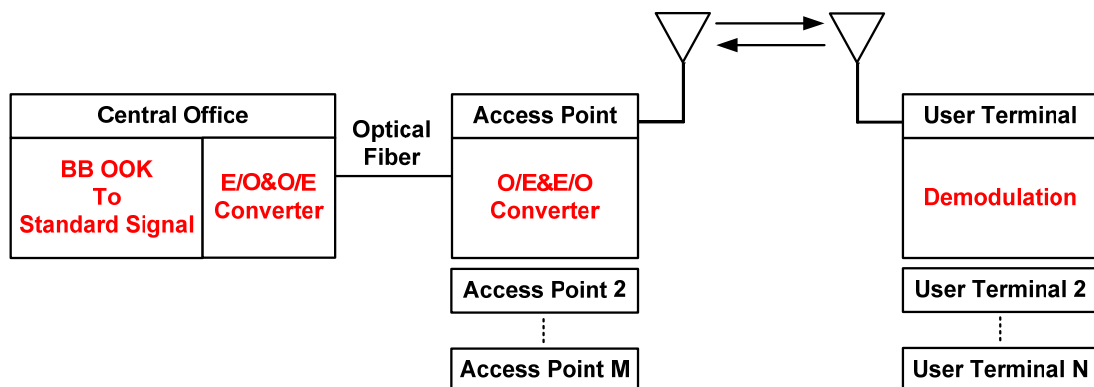 Central Office
BB OOK
To
Standard Signal
E/O&O/E
Converter
Optical
Fiber
Access Point
O/E&E/O
Converter
Access Point 2
Access Point M
User Terminal
Demodulation
User Terminal 2
User Terminal N